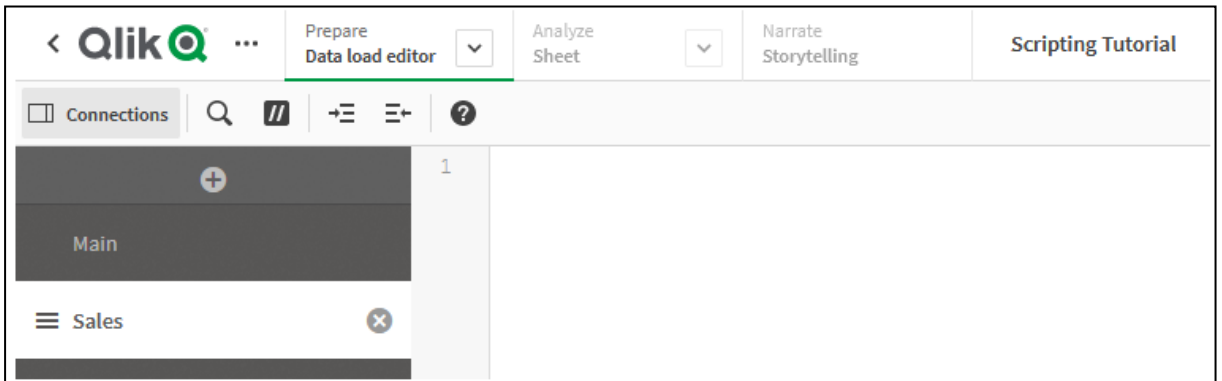 Qlik
Prepare
Data load editor
Analyze
Sheet
Narrate
Storytelling
Scripting Tutorial
Connections
1
Main
Sales